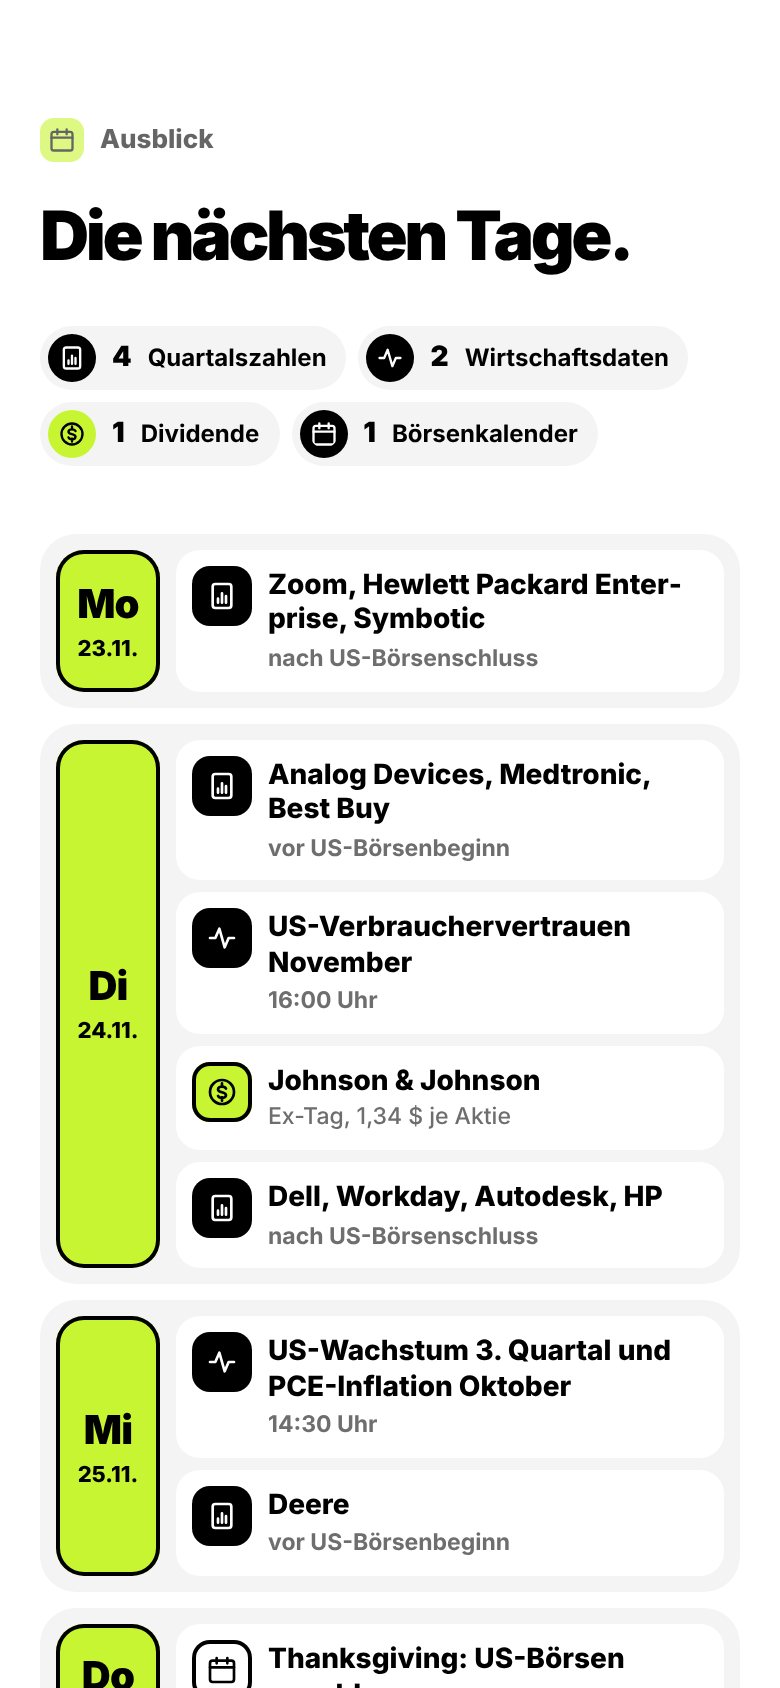 Ausblick
Die nächsten Tage.
4 Quartalszahlen
2 Wirtschaftsdaten
1 Dividende
1 Börsenkalender
Mo
23.11.
Zoom, Hewlett Packard Enter-
prise, Symbotic
nach US-Börsenschluss
Di
24.11.
Analog Devices, Medtronic,
Best Buy
vor US-Börsenbeginn
US-Verbrauchervertrauen
November
16:00 Uhr
Johnson & Johnson
Ex-Tag, 1,34 $ je Aktie
Dell, Workday, Autodesk, HP
nach US-Börsenschluss
Mi
25.11.
US-Wachstum 3. Quartal und
PCE-Inflation Oktober
14:30 Uhr
Deere
vor US-Börsenbeginn
Do
Thanksgiving: US-Börsen